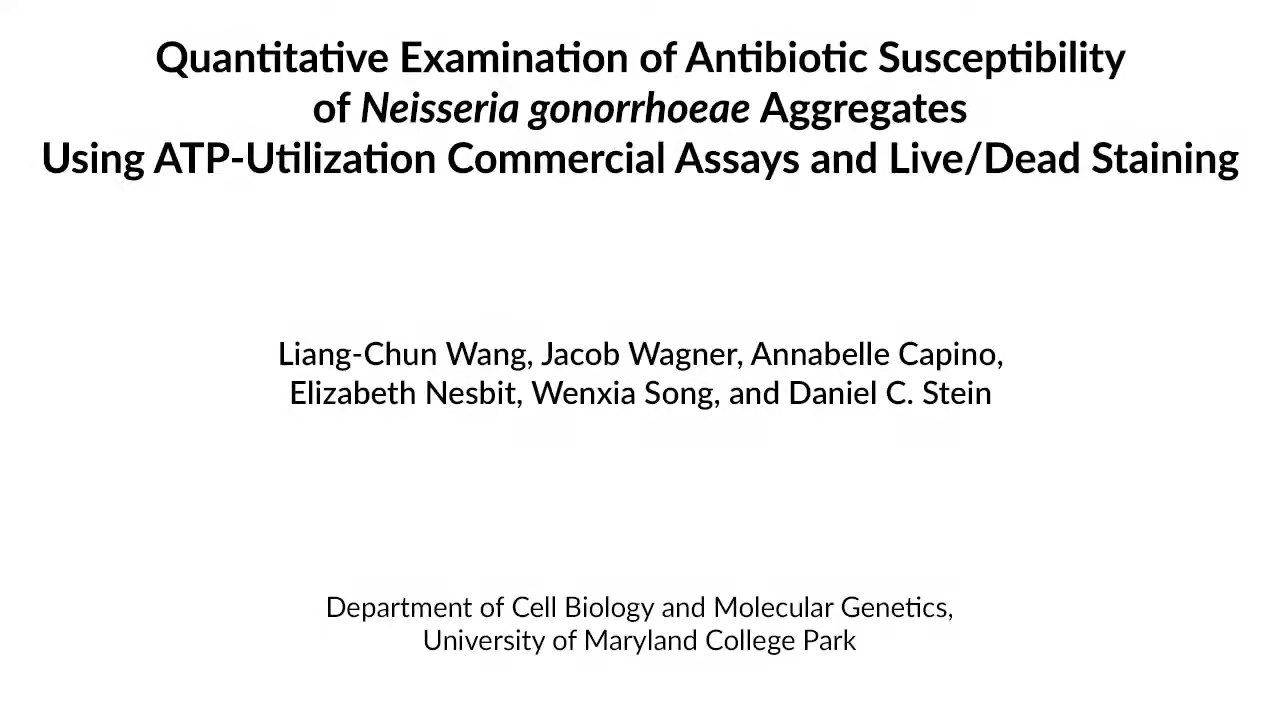 Quantitative Examination of Antibiotic Susceptibility
of Neisseria gonorrhoeae Aggregates
Using ATP-Utilization Commercial Assays and Live/Dead Staining
Liang-Chun Wang, Jacob Wagner, Annabelle Capino,
Elizabeth Nesbit, Wenxia Song, and Daniel C. Stein
Department of Cell Biology and Molecular Genetics,
University of Maryland College Park